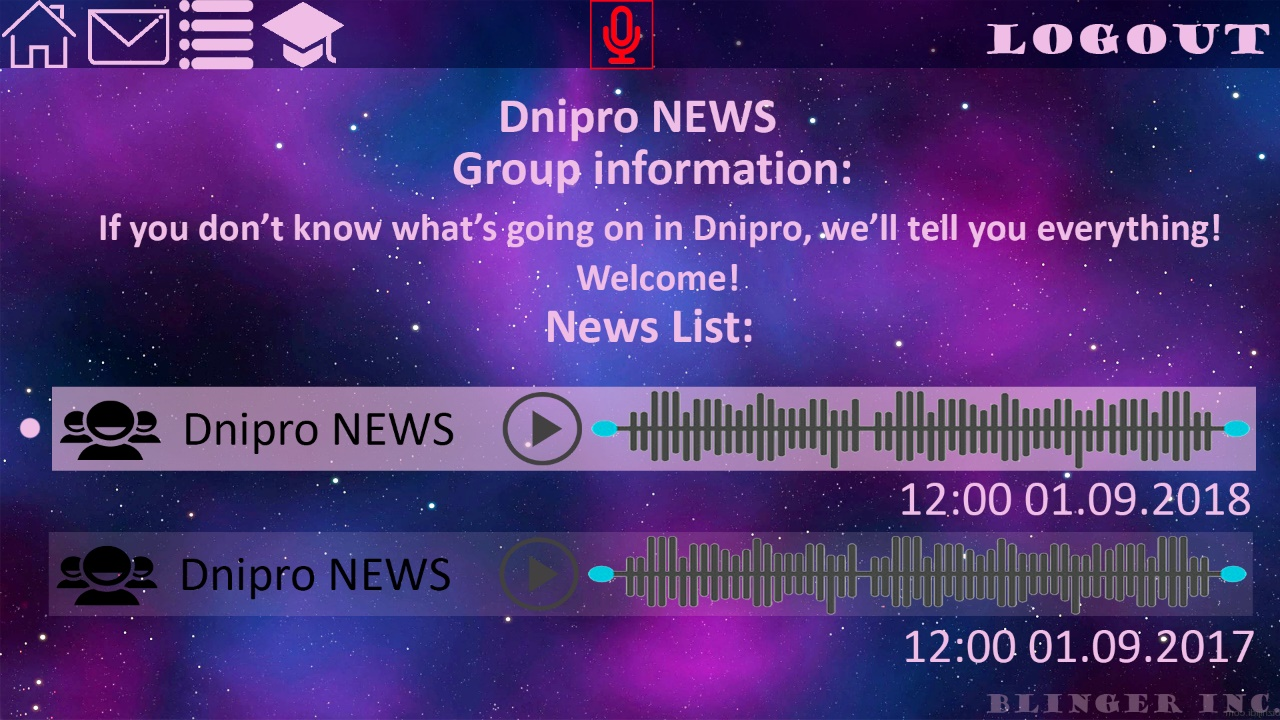 LOGOUT
Dnipro NEWS
Group information:
If you don’t know what’s going on in Dnipro, we’ll tell you everything!
Welcome!
News List:
Dnipro NEWS
12:00 01.09.2018
Dnipro NEWS
12:00 01.09.2017
BLINGER INC.